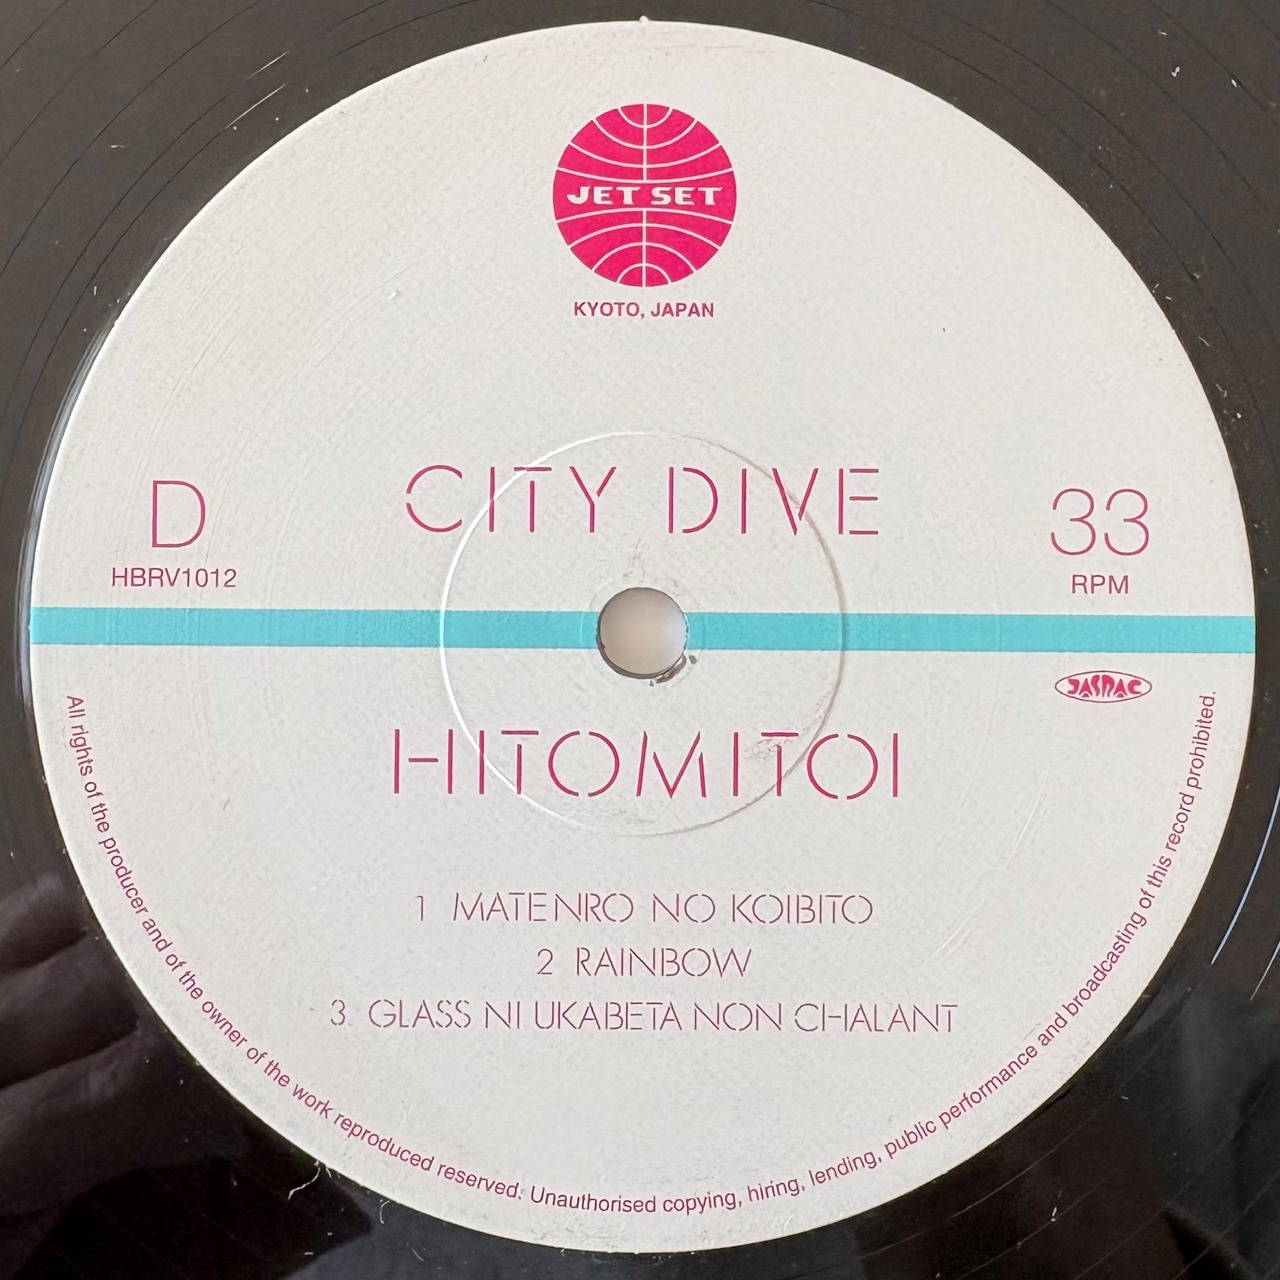 JET SET
KYOTO, JAPAN
CITY DIVE
D
HBRV1012
33
RPM
JASRAC
HITOMITOI
1 MATENRO NO KOIBITO
2 RAINBOW
3. GLASS NI UKABETA NON CHALANT
All rights of the producer and of the owner of the work reproduced reserved. Unauthorised copying, hiring, lending, public performance and broadcasting of this record prohibited.